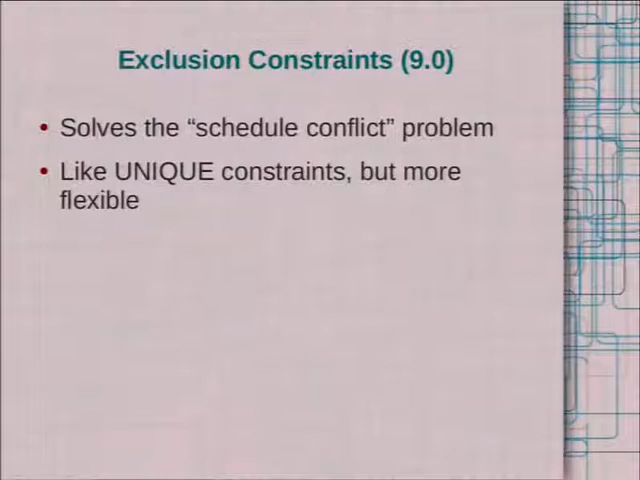 Exclusion Constraints (9.0)
• Solves the “schedule conflict” problem
• Like UNIQUE constraints, but more
flexible